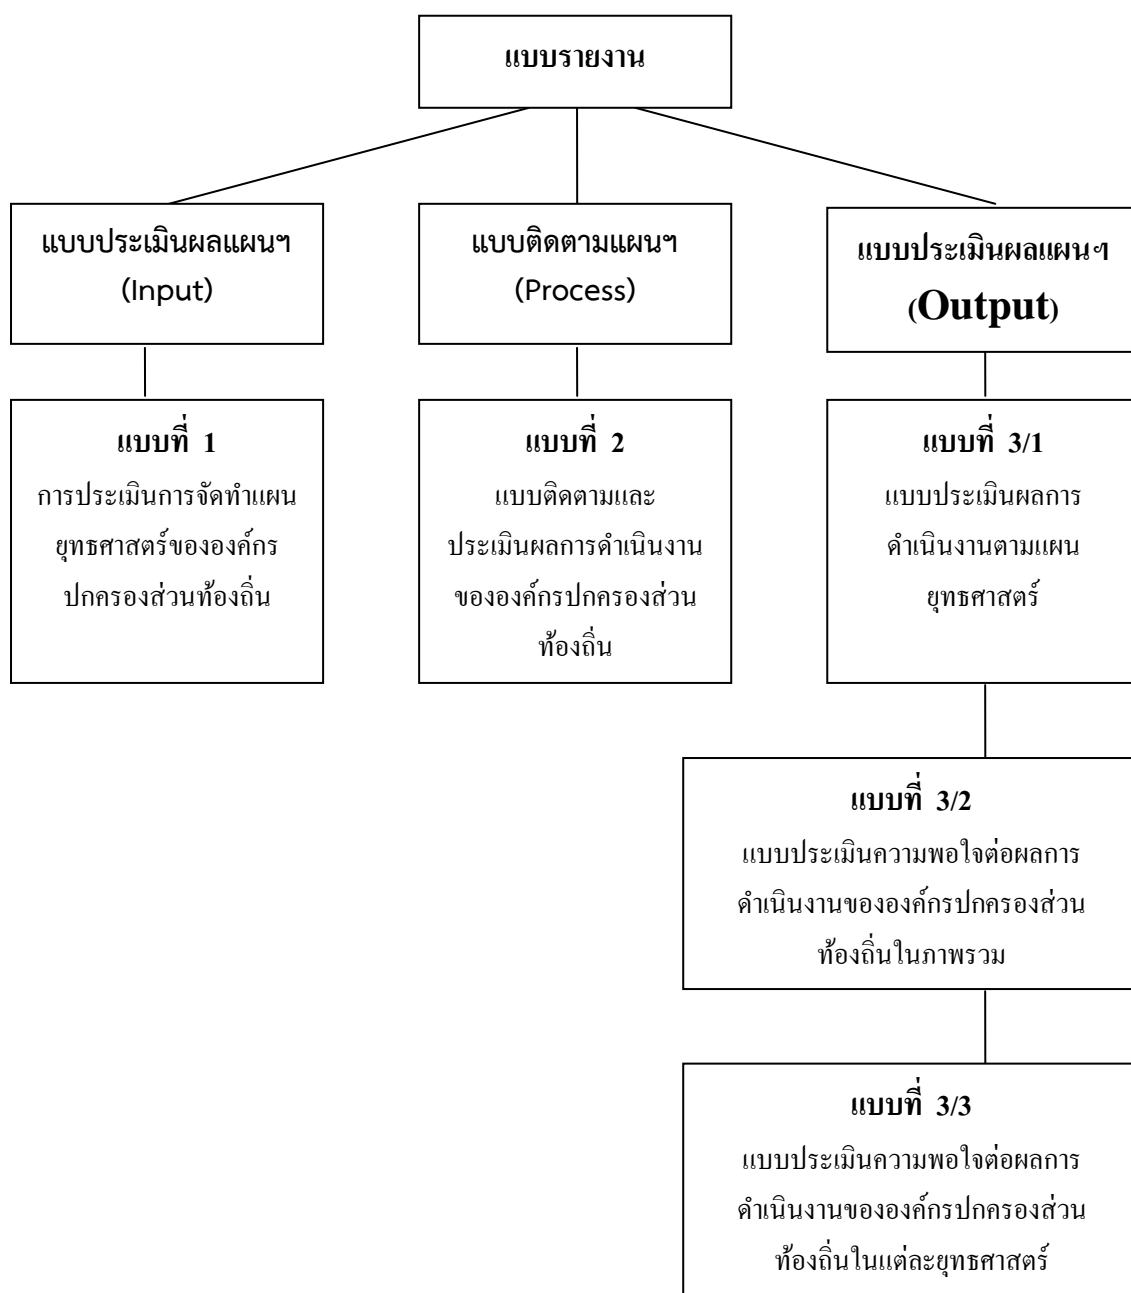 แบบรายงาน
แบบประเมินผลแผนฯ
(Input)
แบบติดตามแผนฯ
(Process)
แบบประเมินผลแผนฯ
(Output)
แบบที่ 1
การประเมินการจัดทำแผน
ยุทธศาสตร์ขององค์กร
ปกครองส่วนท้องถิ่น
แบบที่ 2
แบบติดตามและ
ประเมินผลการดำเนินงาน
ขององค์กรปกครองส่วน
ท้องถิ่น
แบบที่ 3/1
แบบประเมินผลการ
ดำเนินงานตามแผน
ยุทธศาสตร์
แบบที่ 3/2
แบบประเมินความพอใจต่อผลการ
ดำเนินงานขององค์กรปกครองส่วน
ท้องถิ่นในภาพรวม
แบบที่ 3/3
แบบประเมินความพอใจต่อผลการ
ดำเนินงานขององค์กรปกครองส่วน
ท้องถิ่นในแต่ละยุทธศาสตร์